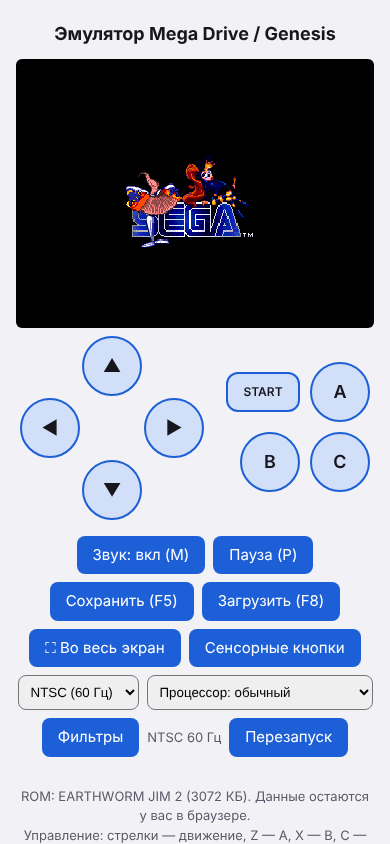 Эмулятор Mega Drive / Genesis
SEGA TM
▲
◀ ▶
▼
START A
B C
Звук: вкл (M) Пауза (P)
Сохранить (F5) Загрузить (F8)
⛶ Во весь экран Сенсорные кнопки
NTSC (60 Гц) Процессор: обычный
Фильтры NTSC 60 Гц Перезапуск
ROM: EARTHWORM JIM 2 (3072 КБ). Данные остаются
у вас в браузере.
Управление: стрелки — движение, Z — A, X — B, C —